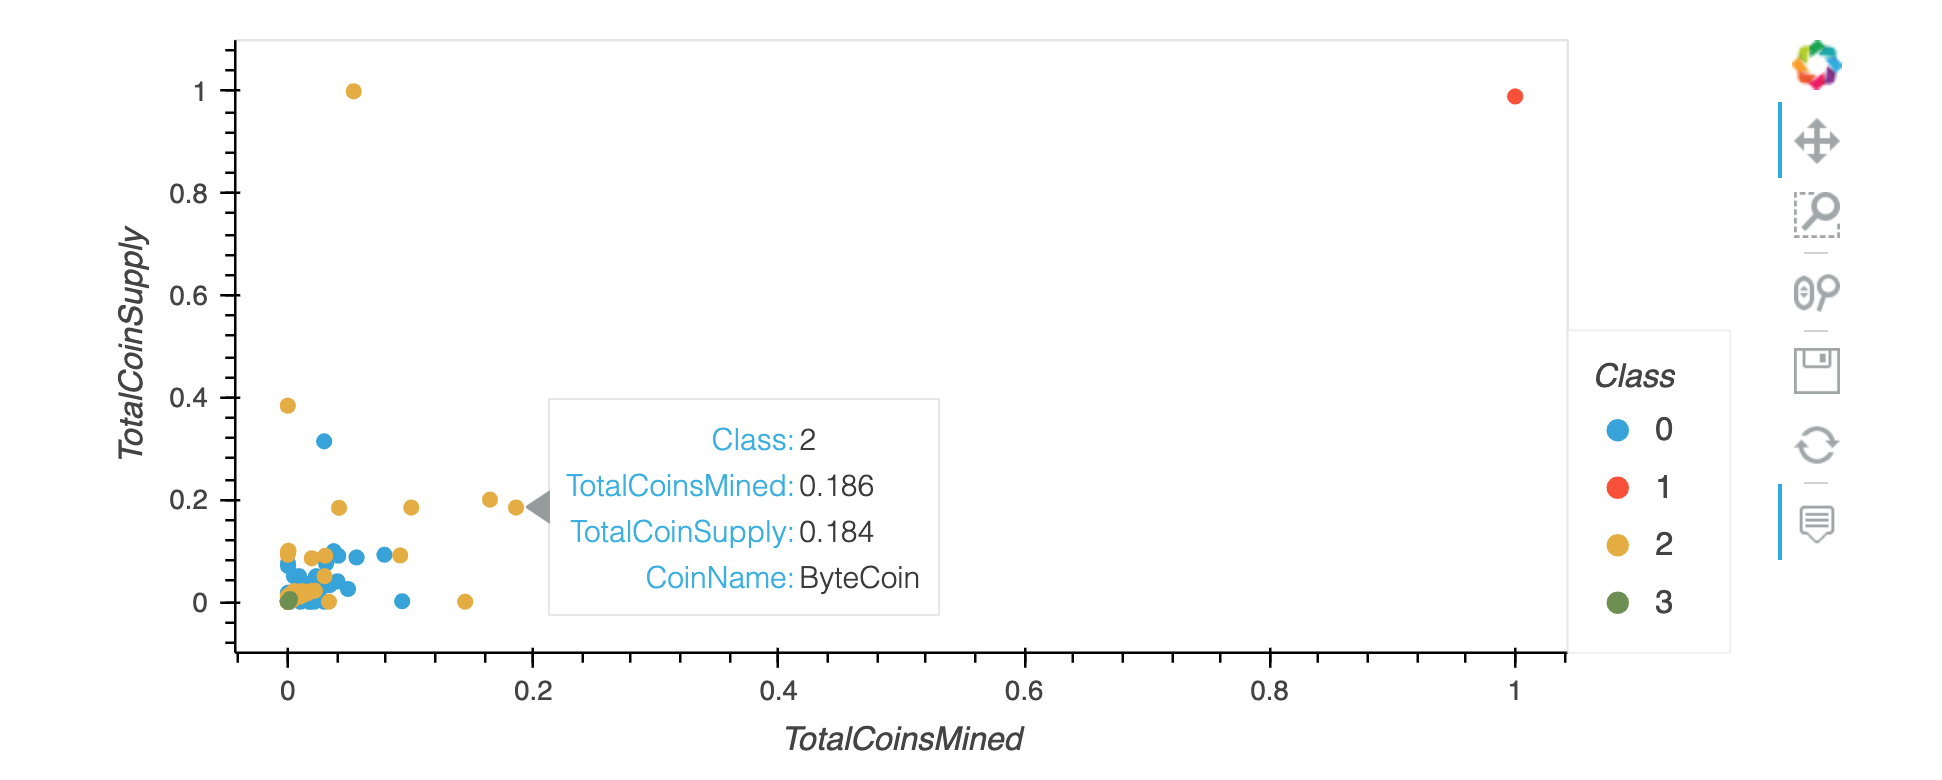 TotalCoinSupply
1
0.8
0.6
0.4
0.2
0
Class: 2
TotalCoinsMined: 0.186
TotalCoinSupply: 0.184
CoinName: ByteCoin
Class
0
1
2
3
0 0.2 0.4 0.6 0.8 1
TotalCoinsMined